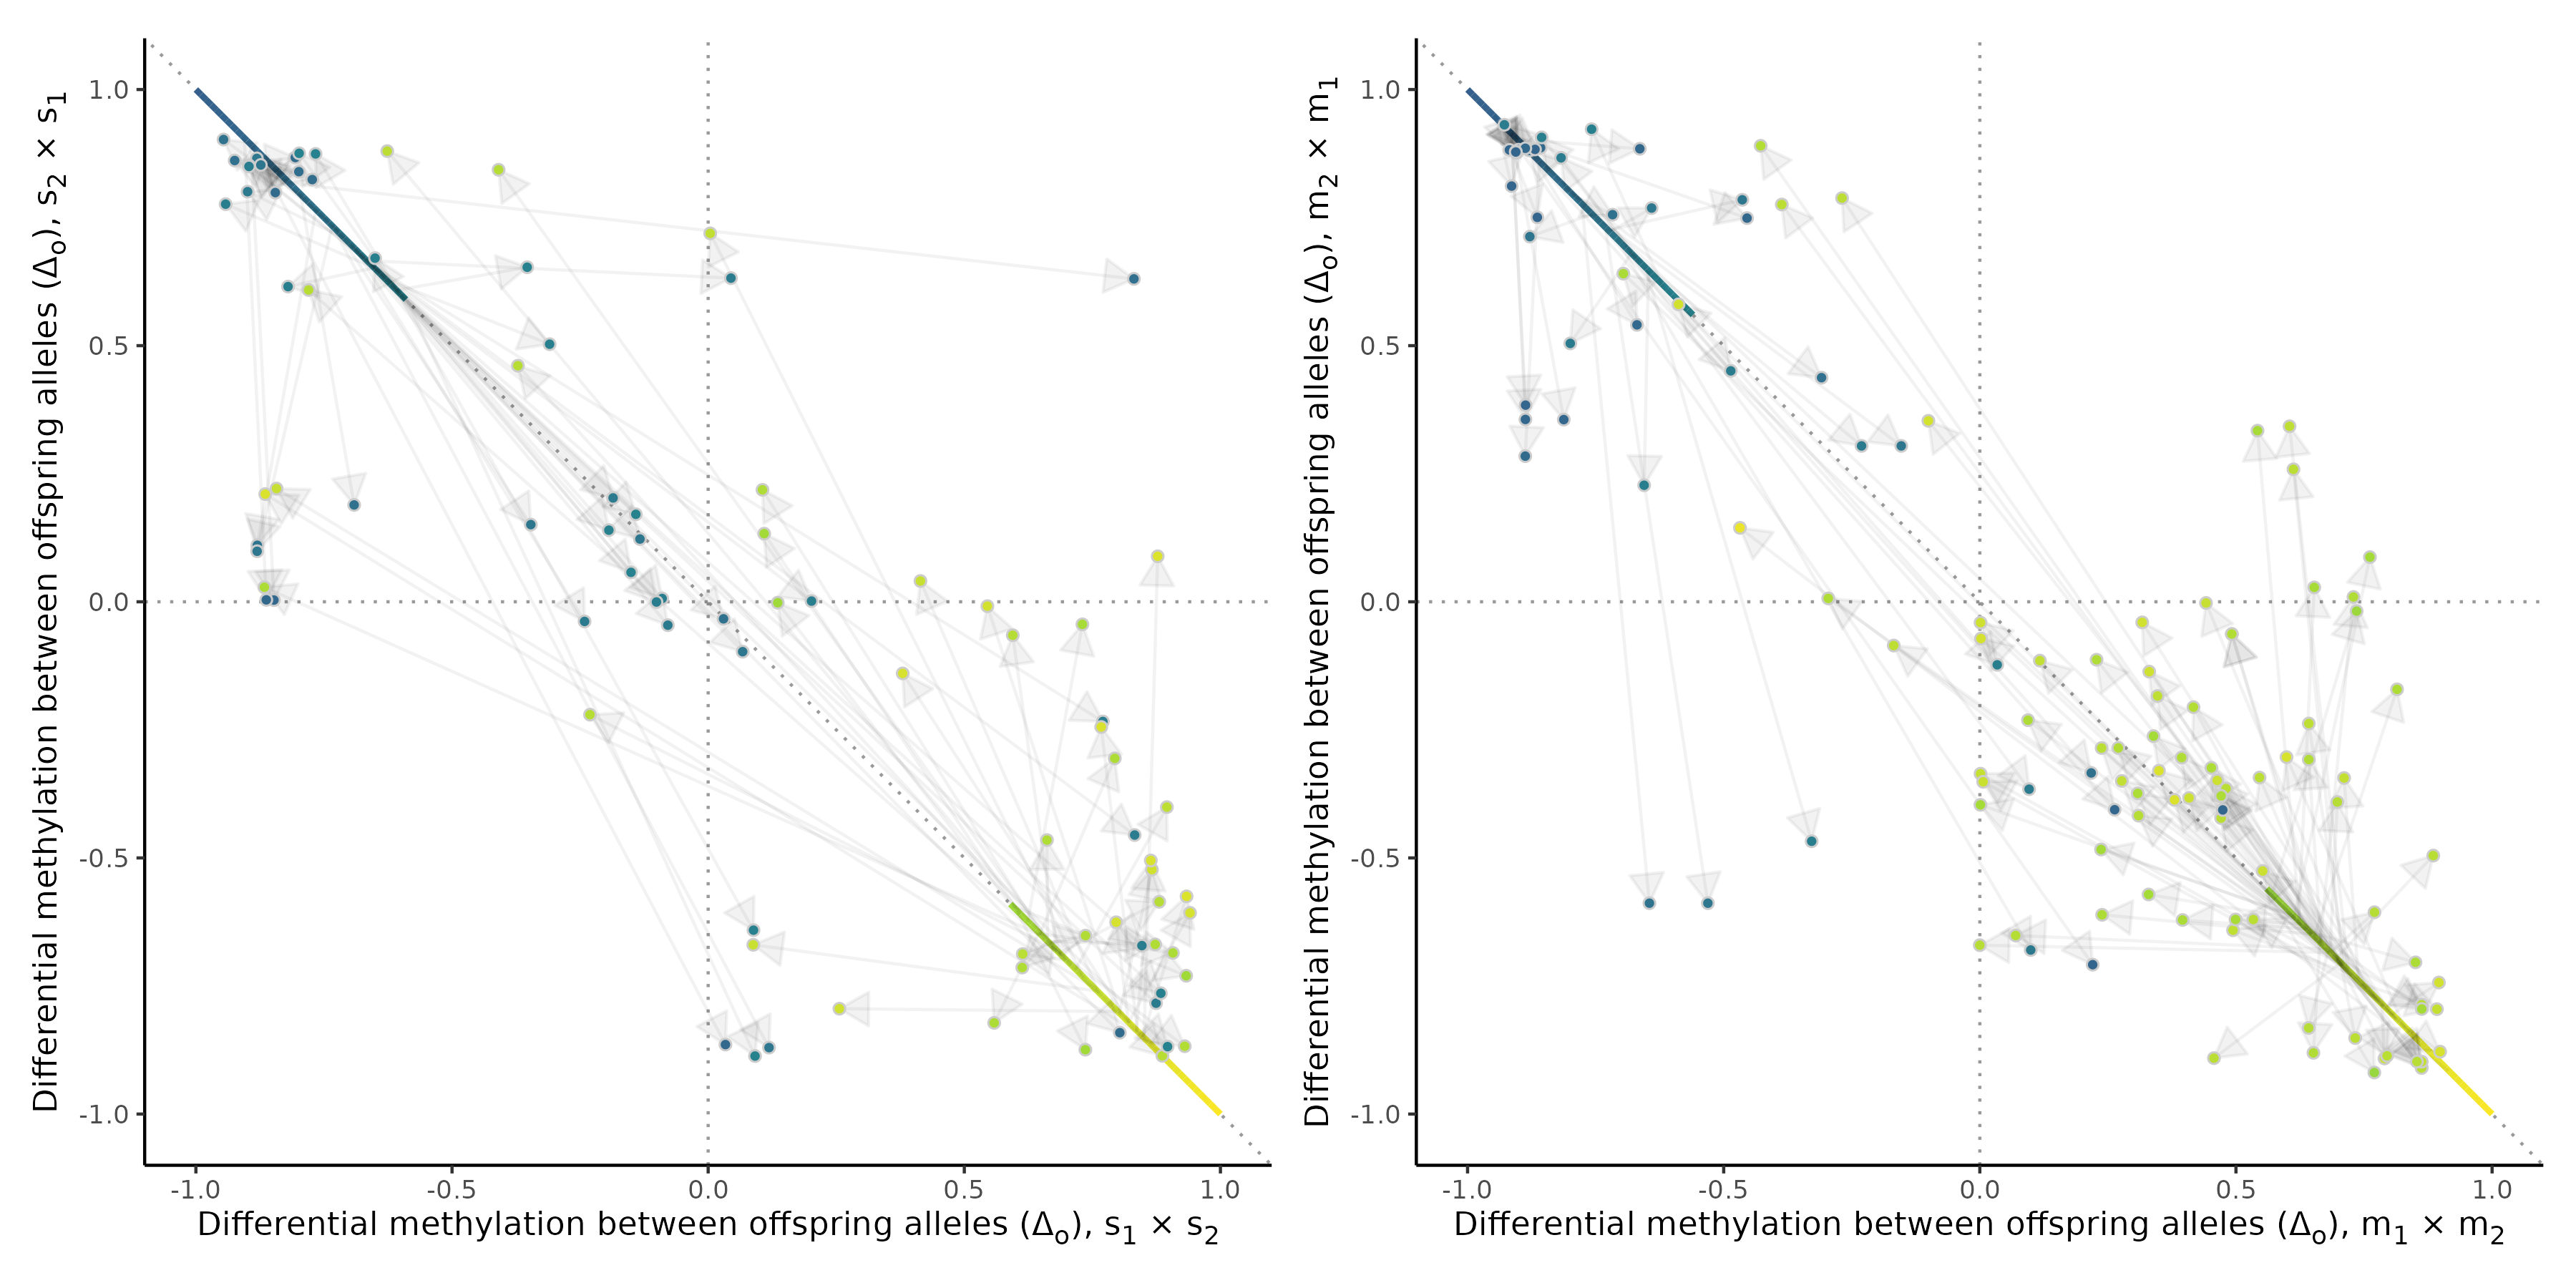 Differential methylation between offspring alleles (Δo), s2 × s1
1.0
0.5
0.0
-0.5
-1.0
-1.0 -0.5 0.0 0.5 1.0
Differential methylation between offspring alleles (Δo), s1 × s2
Differential methylation between offspring alleles (Δo), m2 × m1
1.0
0.5
0.0
-0.5
-1.0
-1.0 -0.5 0.0 0.5 1.0
Differential methylation between offspring alleles (Δo), m1 × m2